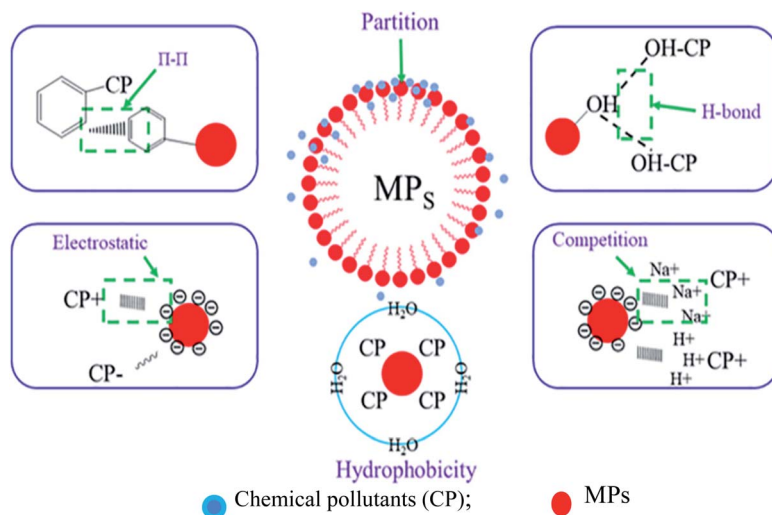 Partition
MPS
Π-Π
CP
OH-CP
OH
H-bond
OH-CP
Electrostatic
CP+
CP-
Competition
Na+
CP+
Na+
Na+
H+
H+CP+
H+
H2O
CP CP
H2O H2O
CP CP
H2O
Hydrophobicity
Chemical pollutants (CP);
MPs